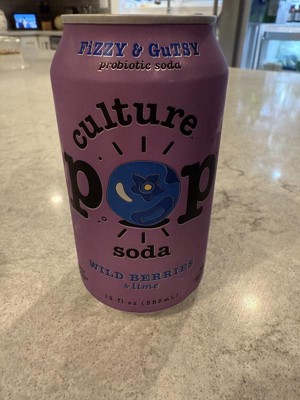 FiZZY & GuTSY
probiotic soda
culture
pop
soda
WILD BERRIES
& lime